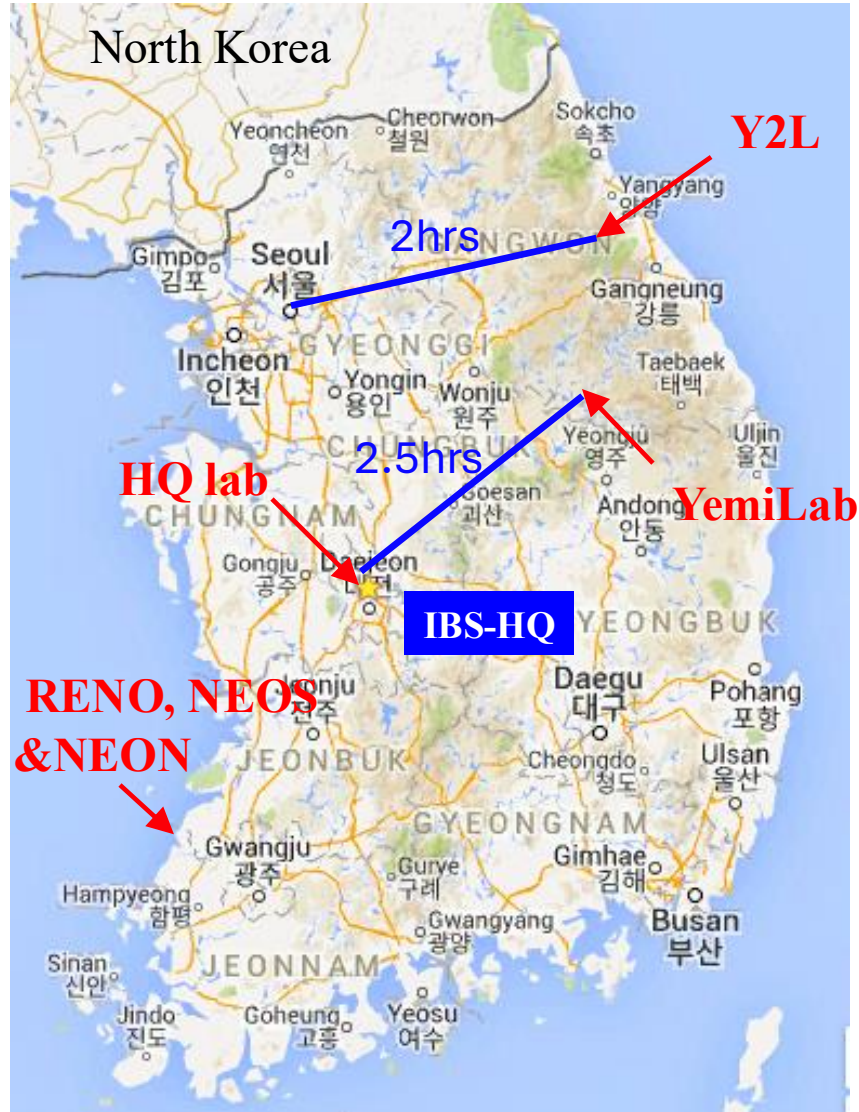 North Korea
Cheorwon
철원
Yeoncheon
연천
Sokcho
속초
Y2L
Yangyang
양양
2hrs
GANGWON
Gimpo
김포
Seoul
서울
Gangneung
강릉
Incheon
인천
GYEONGGI
Taebaek
태백
Yongin
용인
Wonju
원주
CHUNGBUK
Yeongju
영주
Uljin
울진
2.5hrs
HQ lab
Goesan
괴산
YemiLab
Andong
안동
CHUNGNAM
Gongju
공주
Daejeon
대전
IBS-HQ
YEONGBUK
RENO, NEOS
&NEON
Jeonju
전주
Daegu
대구
Pohang
포항
JEONBUK
Cheongdo
청도
Ulsan
울산
GYEONGNAM
Gwangju
광주
Gurye
구례
Gimhae
김해
Hampyeong
함평
Busan
부산
Gwangyang
광양
Sinan
신안
JEONNAM
Jindo
진도
Goheung
고흥
Yeosu
여수